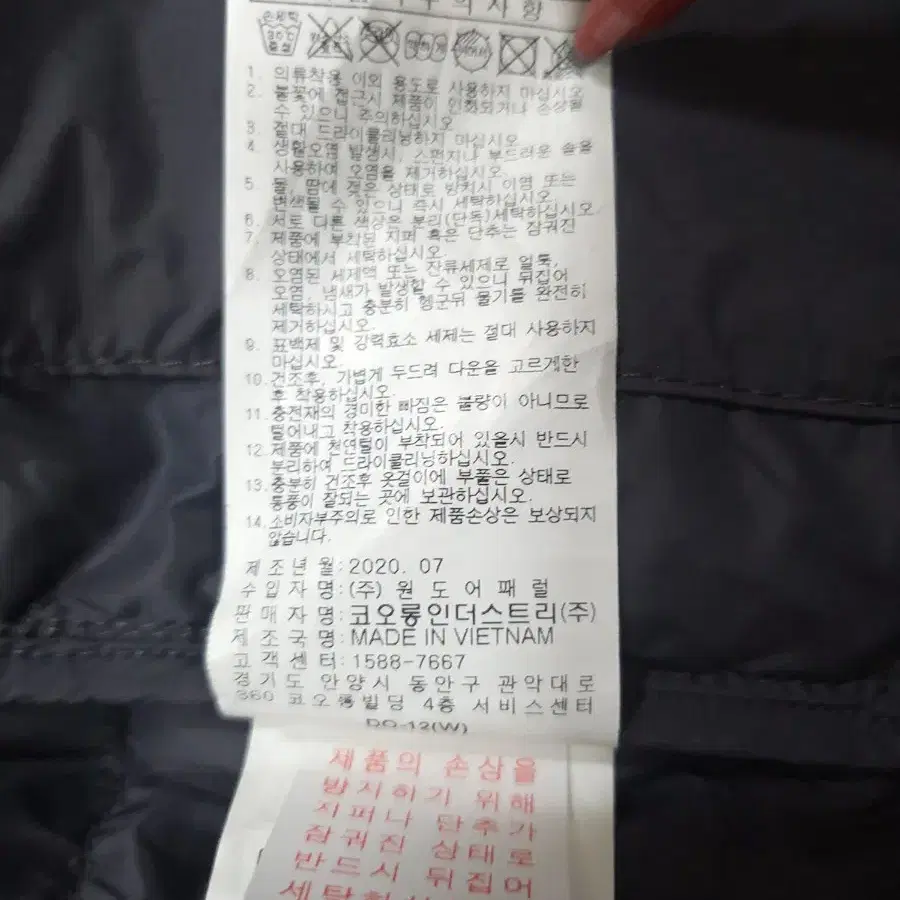 의사항
손세탁
30℃
중성
1. 의류착용 이외 용도로 사용하지 마십시오
2. 불꽃에 접근시 제품이 인화되거나 손상될
수 있으니 주의하십시오
3. 절대 드라이클리닝하지 마십시오
4. 생활오염 발생시, 스펀지나 부드러운 솔을
사용하여 오염을 제거하십시오.
5. 물, 땀에 젖은 상태로 방치시 이염 또는
변색될 수 있으니 즉시 세탁하십시오.
6. 서로 다른 색상은 분리(단독)세탁하십시오.
7. 제품에 부착된 지퍼 혹은 단추는 잠궈진
상태에서 세탁하십시오.
8. 오염된 세제액 또는 잔류세제로 얼룩,
오염, 냄새가 발생할 수 있으니 뒤집어
세탁하시고 충분히 헹군뒤 물기를 완전히
제거하십시오.
9. 표백제 및 강력효소 세제는 절대 사용하지
마십시오.
10. 건조후, 가볍게 두드려 다운을 고르게한
후 착용하십시오.
11. 충전재의 경미한 빠짐은 불량이 아니므로
털어내고 착용하십시오.
12. 제품에 천연털이 부착되어 있을시 반드시
분리하여 드라이클리닝하십시오.
13. 충분히 건조후 옷걸이에 부풀은 상태로
통풍이 잘되는 곳에 보관하십시오.
14. 소비자부주의로 인한 제품손상은 보상되지
않습니다.
제조년월: 2020. 07
수입자명: (주) 원도어패럴
판매자명: 코오롱인더스트리(주)
제조국명: MADE IN VIETNAM
고객센터: 1588-7667
경기도 안양시 동안구 관악대로
360 코오롱빌딩 4층 서비스센터
DO-12(W)
제품의 손상을
방지하기 위해
지퍼나 단추가
잠궈진 상태로
반드시 뒤집어